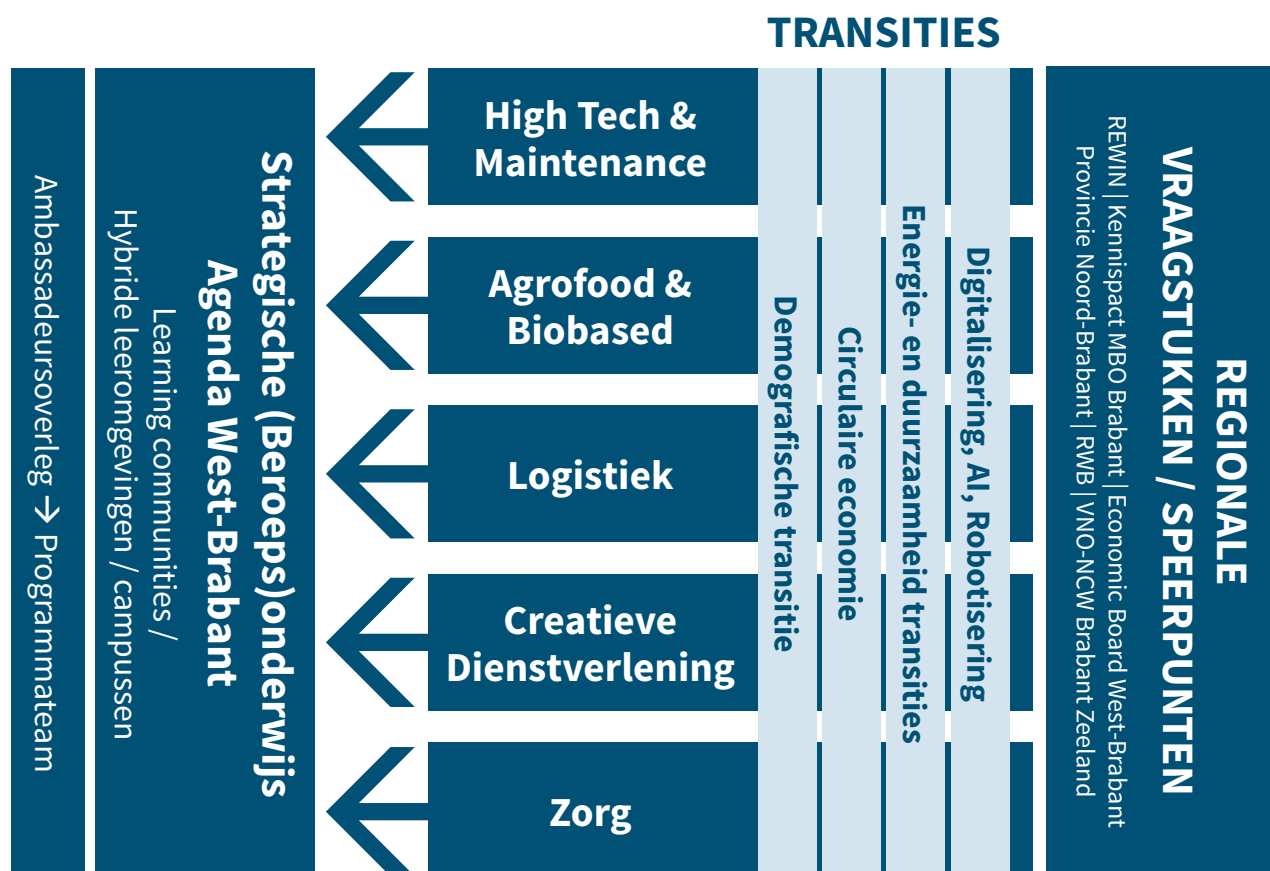 TRANSITIES
Ambassadeursoverleg → Programmateam
Strategische (Beroeps)onderwijs
Agenda West-Brabant
Learning communities /
Hybride leeromgevingen / campussen
High Tech &
Maintenance
Agrofood &
Biobased
Logistiek
Creatieve
Dienstverlening
Zorg
Demografische transitie
Circulaire economie
Energie- en duurzaamheid transities
Digitalisering, AI, Robotisering
REGIONALE
VRAAGSTUKKEN / SPEERPUNTEN
REWIN | Kennispact MBO Brabant | Economic Board West-Brabant
Provincie Noord-Brabant | RWB | VNO-NCW Brabant Zeeland